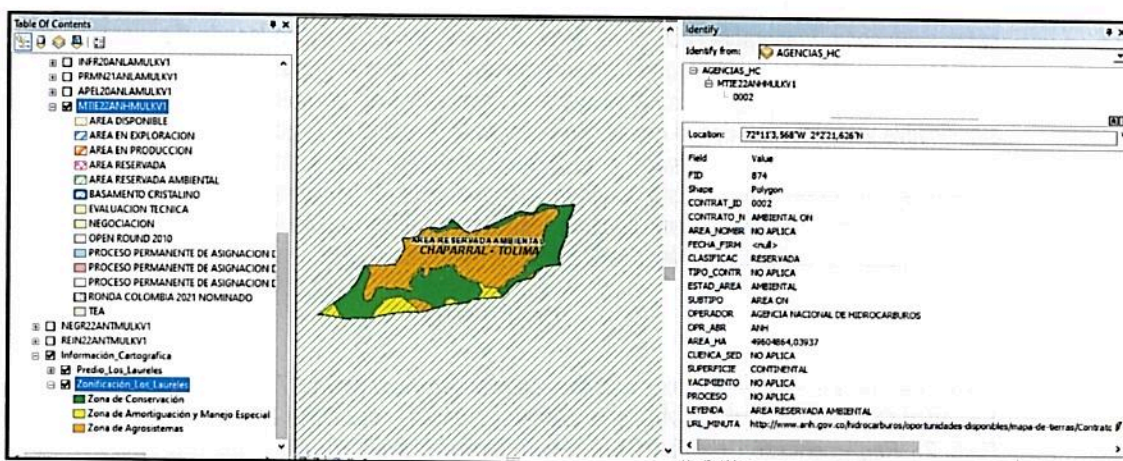 Table Of Contents
INFR20ANLAMULKV1
PRMN21ANLAMULKV1
APEL20ANLAMULKV1
MTIE22ANHMULKV1
AREA DISPONIBLE
AREA EN EXPLORACION
AREA EN PRODUCCION
AREA RESERVADA
AREA RESERVADA AMBIENTAL
BASAMENTO CRISTALINO
EVALUACION TECNICA
NEGOCIACION
OPEN ROUND 2010
PROCESO PERMANENTE DE ASIGNACION D
PROCESO PERMANENTE DE ASIGNACION D
PROCESO PERMANENTE DE ASIGNACION D
RONDA COLOMBIA 2021 NOMINADO
TEA
NEGR22ANTMULKV1
REIN22ANTMULKV1
Información_Cartografica
Predio_Los_Laureles
Zonificación_Los_Laureles
Zona de Conservación
Zona de Amortiguación y Manejo Especial
Zona de Agrosistemas
AREA RESERVADA AMBIENTAL
CHAPARRAL - TOLIMA
Identify
Identify from: AGENCIAS_HC
AGENCIAS_HC
MTIE22ANHMULKV1
0002
Location: 72°11'3,568"W 2°2'21,626"N
Field Value
FID 874
Shape Polygon
CONTRAT_ID 0002
CONTRATO_N AMBIENTAL ON
AREA_NOMBR NO APLICA
FECHA_FIRM <null>
CLASIFICAC RESERVADA
TIPO_CONTR NO APLICA
ESTAD_AREA AMBIENTAL
SUBTIPO AREA ON
OPERADOR AGENCIA NACIONAL DE HIDROCARBUROS
OPR_ABR ANH
AREA_HA 49604864,03937
CUENCA_SED NO APLICA
SUPERFICIE CONTINENTAL
YACIMIENTO NO APLICA
PROCESO NO APLICA
LEYENDA AREA RESERVADA AMBIENTAL
URL_MINUTA http://www.anh.gov.co/hidrocarburos/oportunidades-disponibles/mapa-de-tierras/Contratc